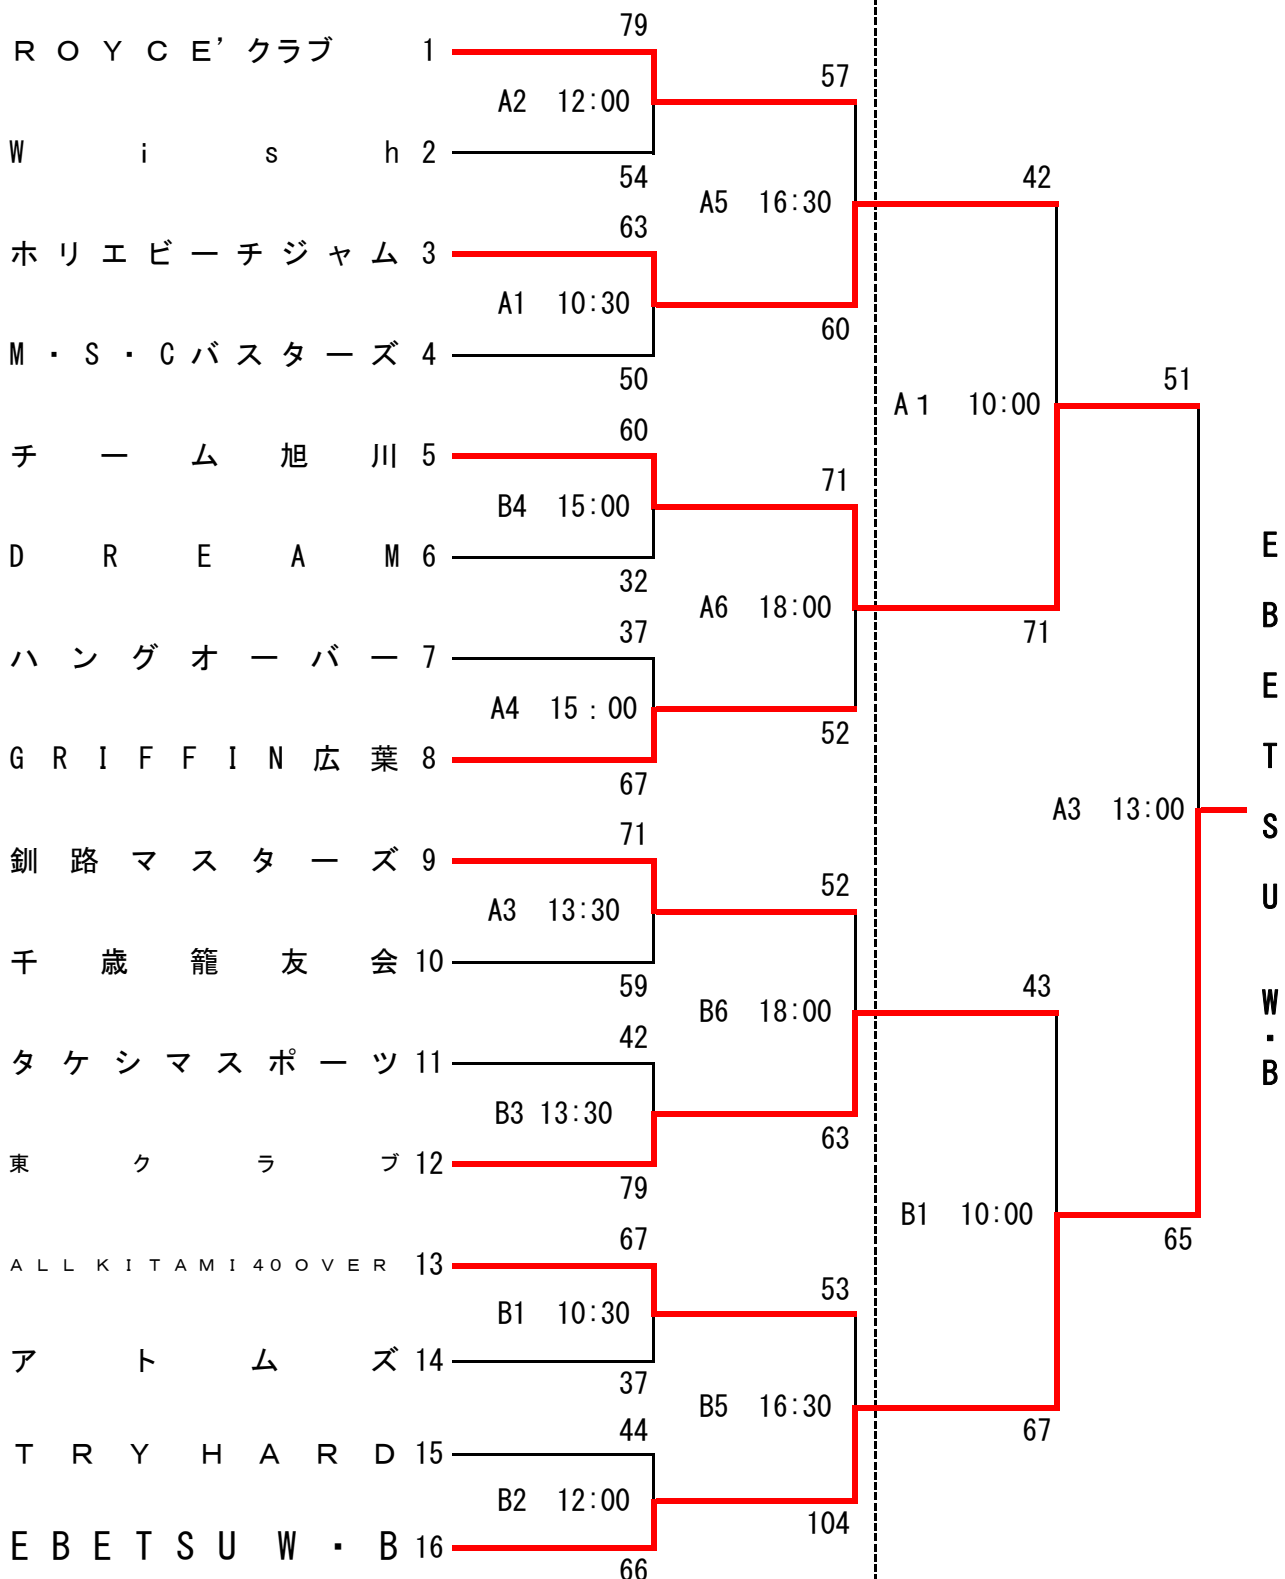 79
ＲＯＹＣＥ’クラブ 1
57
A2 12:00
Wish 2
54
42
A5 16:30
63
ホリエビーチジャム 3
A1 10:30
60
M・S・Cバスターズ 4
50
51
A１ 10:00
60
チーム旭川 5
71
B4 15:00
DREAM 6
32
A6 18:00
37
71
ハングオーバー 7
A4 15：00
52
GRIFFIN広葉 8
67
A3 13:00
71
釧路マスターズ 9
52
A3 13:30
千歳籠友会 10
59
43
B6 18:00
42
タケシマスポーツ 11
B3 13:30
63
東クラブ 12
79
B1 10:00
67
65
ＡＬＬＫＩＴＡＭＩ40ＯＶＥＲ 13
53
B1 10:30
アトムズ 14
37
B5 16:30
44
67
ＴＲＹＨＡＲＤ 15
B2 12:00
104
EBETSUW・B 16
66
EBETSU W・B